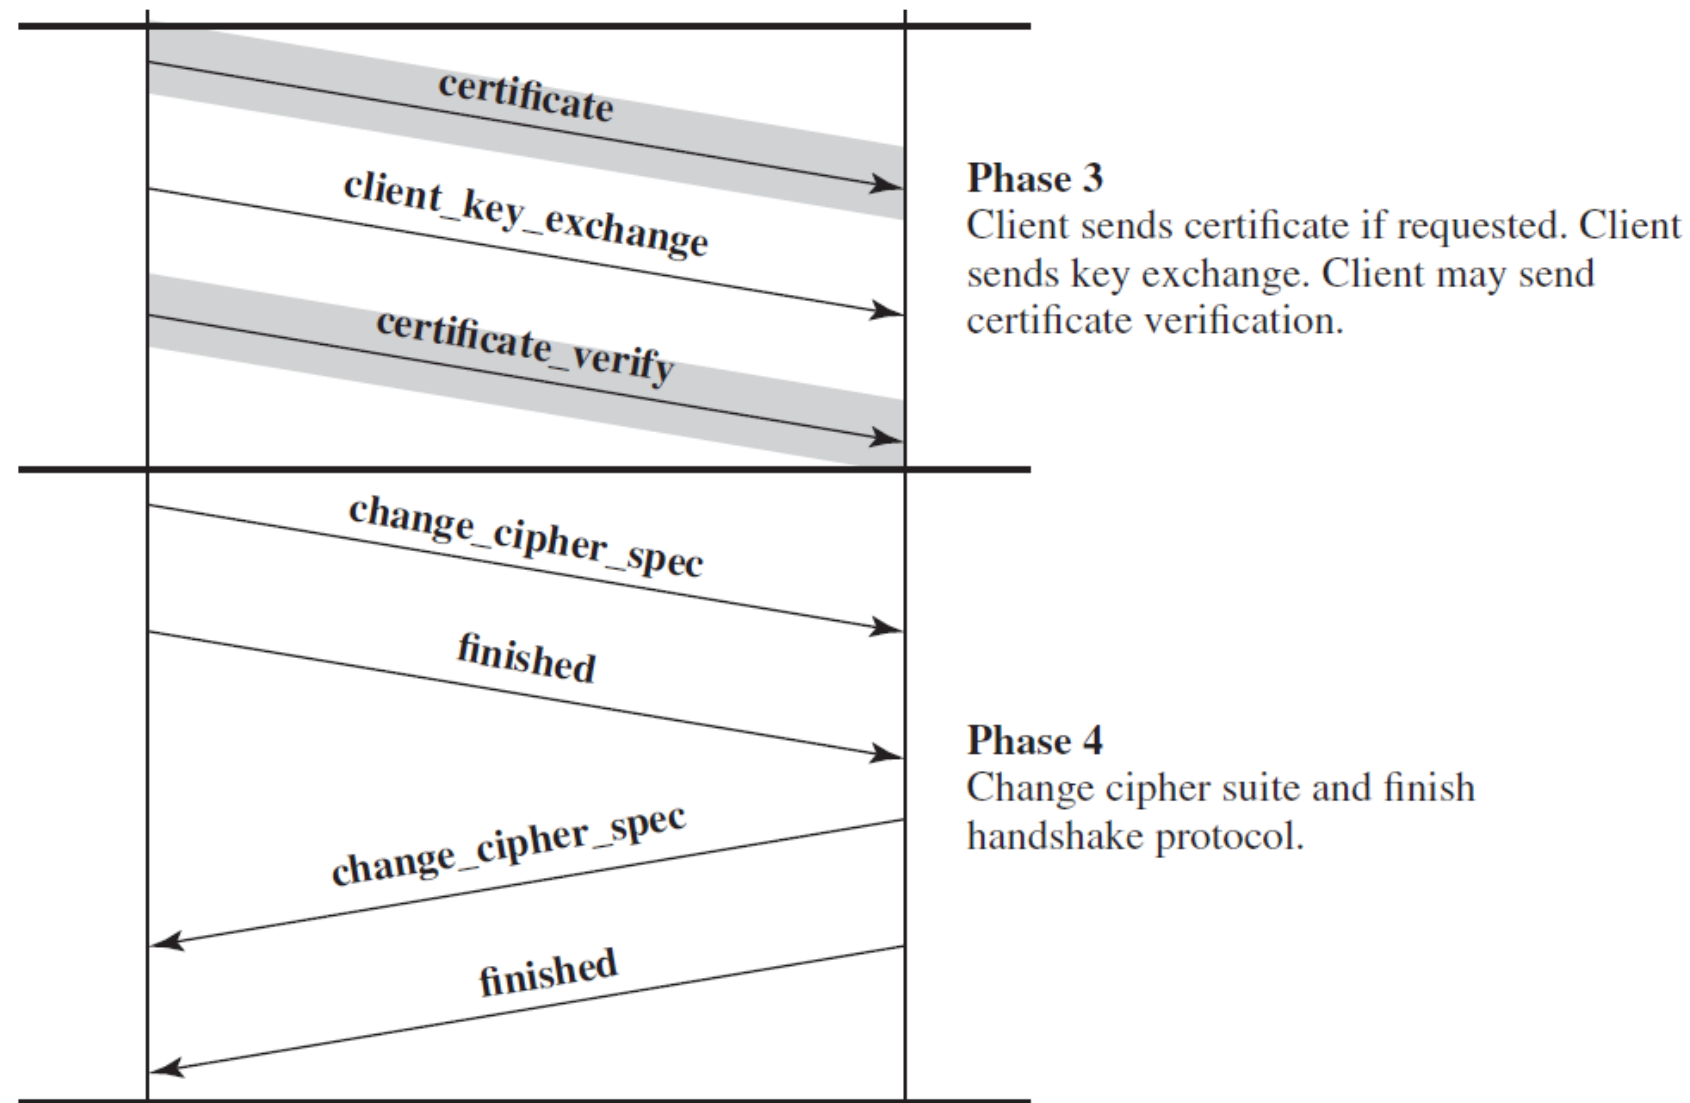 certificate
client_key_exchange
certificate_verify
Phase 3
Client sends certificate if requested. Client
sends key exchange. Client may send
certificate verification.
change_cipher_spec
finished
change_cipher_spec
finished
Phase 4
Change cipher suite and finish
handshake protocol.